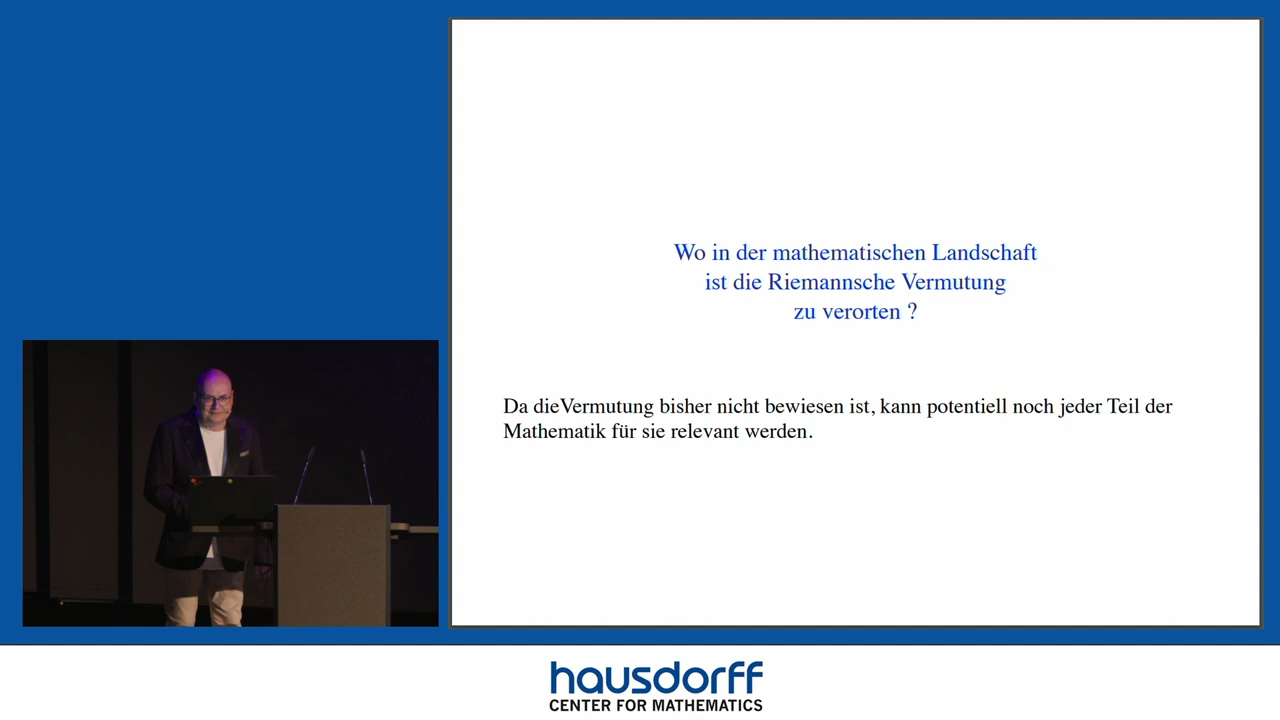 Wo in der mathematischen Landschaft
ist die Riemannsche Vermutung
zu verorten ?
Da dieVermutung bisher nicht bewiesen ist, kann potentiell noch jeder Teil der
Mathematik für sie relevant werden.
hausdorff
CENTER FOR MATHEMATICS